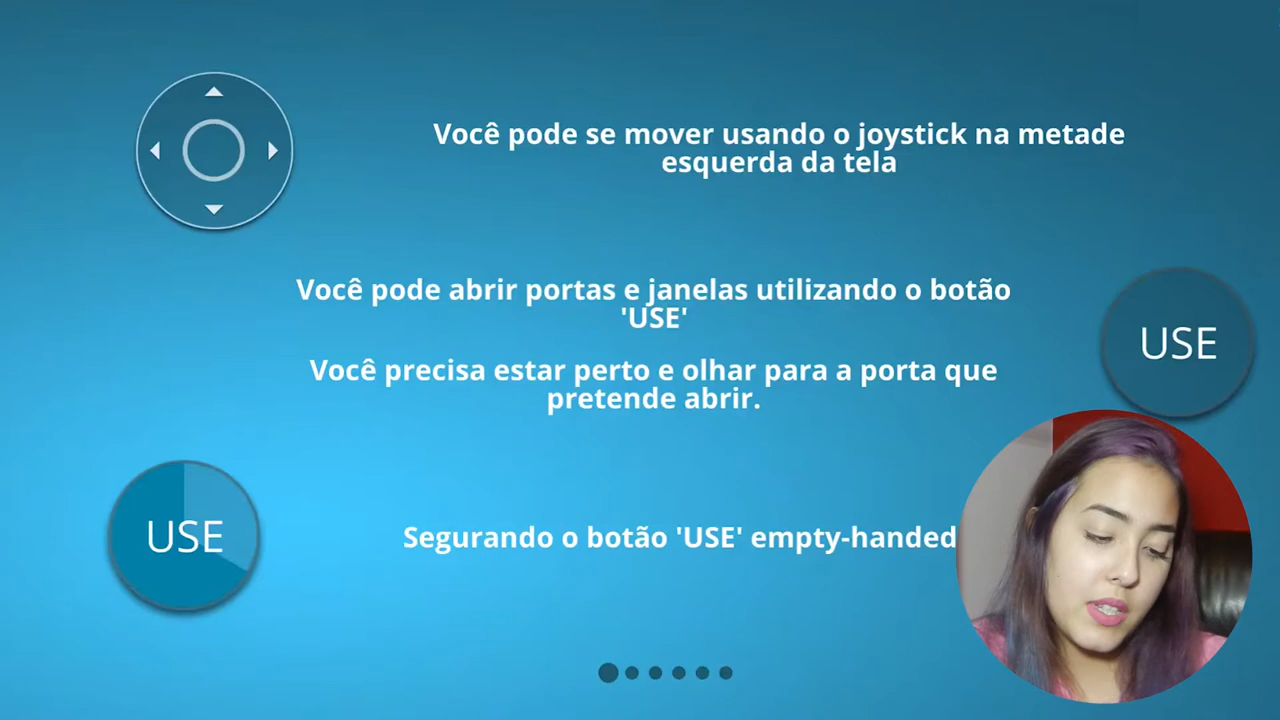 Você pode se mover usando o joystick na metade
esquerda da tela
Você pode abrir portas e janelas utilizando o botão
'USE'
USE
Você precisa estar perto e olhar para a porta que
pretende abrir.
USE
Segurando o botão 'USE' empty-handed